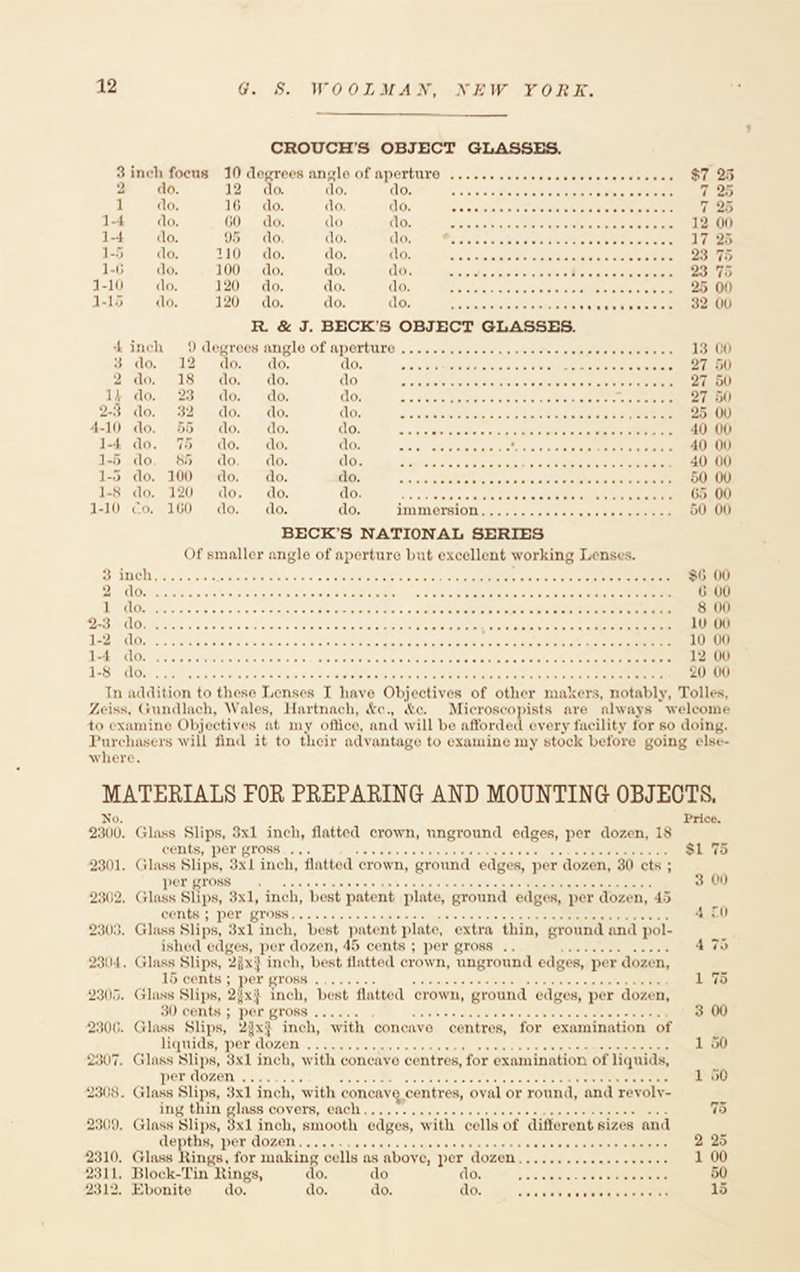 12 G. S. WOOLMAN, NEW YORK.
CROUCH'S OBJECT GLASSES.
3 inch focus 10 degrees angle of aperture ..... $7 25
2 do. 12 do. do. do. ..... 7 25
1 do. 16 do. do. do. ..... 7 25
1-4 do. 60 do. do do. ..... 12 00
1-4 do. 95 do. do. do. ..... 17 25
1-5 do. 110 do. do. do. ..... 23 75
1-6 do. 100 do. do. do. ..... 23 75
1-10 do. 120 do. do. do. ..... 25 00
1-15 do. 120 do. do. do. ..... 32 00
R. & J. BECK'S OBJECT GLASSES.
4 inch 9 degrees angle of aperture ..... 13 00
3 do. 12 do. do. do. ..... 27 50
2 do. 18 do. do. do ..... 27 50
1½ do. 23 do. do. do. ..... 27 50
2-3 do. 32 do. do. do. ..... 25 00
4-10 do. 55 do. do. do. ..... 40 00
1-4 do. 75 do. do. do. ..... 40 00
1-5 do. 85 do. do. do. ..... 40 00
1-5 do. 100 do. do. do. ..... 50 00
1-8 do. 120 do. do. do. ..... 65 00
1-10 do. 160 do. do. do. immersion ..... 50 00
BECK'S NATIONAL SERIES
Of smaller angle of aperture but excellent working Lenses.
3 inch ..... $6 00
2 do. ..... 6 00
1 do. ..... 8 00
2-3 do. ..... 10 00
1-2 do. ..... 10 00
1-4 do. ..... 12 00
1-8 do. ..... 20 00
In addition to these Lenses I have Objectives of other makers, notably, Tolles,
Zeiss, Gundlach, Wales, Hartnach, &c., &c. Microscopists are always welcome
to examine Objectives at my office, and will be afforded every facility for so doing.
Purchasers will find it to their advantage to examine my stock before going else-
where.
MATERIALS FOR PREPARING AND MOUNTING OBJECTS.
No. Price.
2300. Glass Slips, 3x1 inch, flatted crown, unground edges, per dozen, 18
cents, per gross ..... $1 75
2301. Glass Slips, 3x1 inch, flatted crown, ground edges, per dozen, 30 cts ;
per gross ..... 3 00
2302. Glass Slips, 3x1, inch, best patent plate, ground edges, per dozen, 45
cents ; per gross ..... 4 50
2303. Glass Slips, 3x1 inch, best patent plate, extra thin, ground and pol-
ished edges, per dozen, 45 cents ; per gross ..... 4 75
2304. Glass Slips, inch, best flatted crown, unground edges, per dozen,
15 cents ; per gross ..... 1 75
2305. Glass Slips, inch, best flatted crown, ground edges, per dozen,
30 cents ; per gross ..... 3 00
2306. Glass Slips, inch, with concave centres, for examination of
liquids, per dozen ..... 1 50
2307. Glass Slips, 3x1 inch, with concave centres, for examination of liquids,
per dozen ..... 1 50
2308. Glass Slips, 3x1 inch, with concave centres, oval or round, and revolv-
ing thin glass covers, each ..... 75
2309. Glass Slips, 3x1 inch, smooth edges, with cells of different sizes and
depths, per dozen ..... 2 25
2310. Glass Rings, for making cells as above, per dozen ..... 1 00
2311. Block-Tin Rings, do. do do. ..... 50
2312. Ebonite do. do. do. do. ..... 15